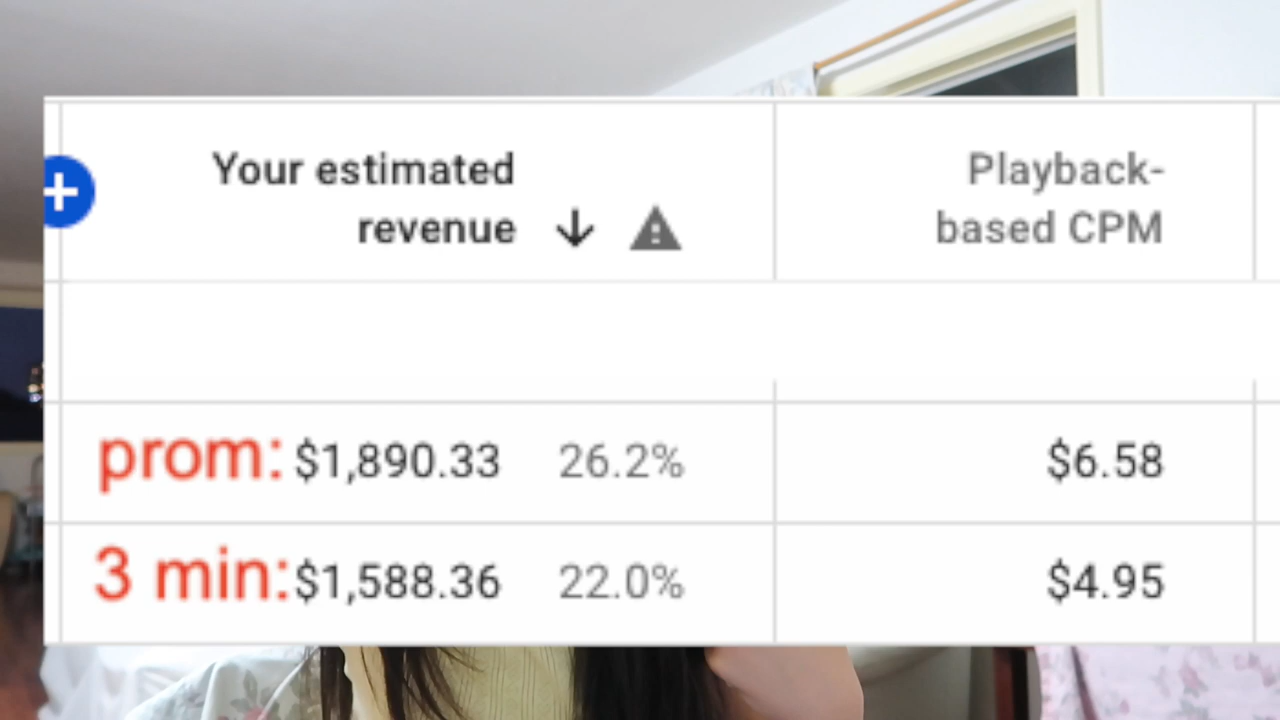 Your estimated
revenue
Playback-
based CPM
prom: $1,890.33 26.2% $6.58
3 min: $1,588.36 22.0% $4.95